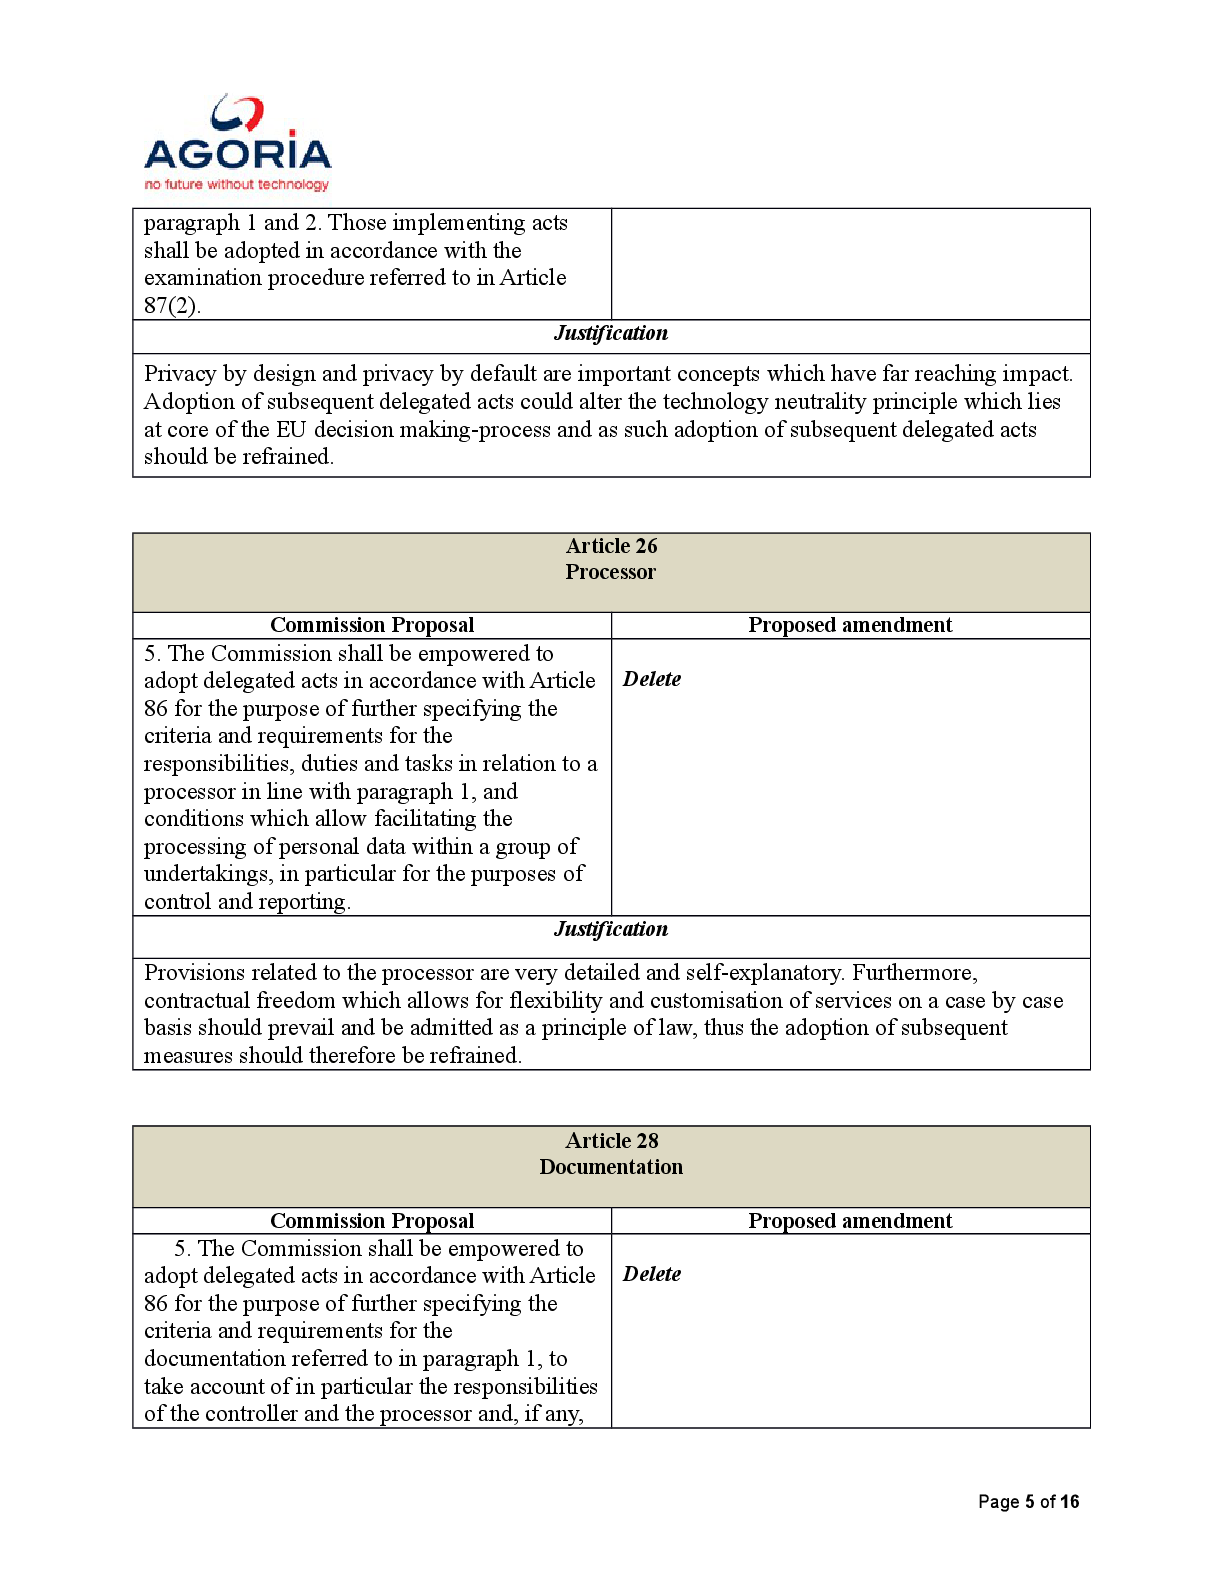 AGORiA
no future without technology
paragraph 1 and 2. Those implementing acts
shall be adopted in accordance with the
examination procedure referred to in Article
87(2).
Justification
Privacy by design and privacy by default are important concepts which have far reaching impact.
Adoption of subsequent delegated acts could alter the technology neutrality principle which lies
at core of the EU decision making-process and as such adoption of subsequent delegated acts
should be refrained.
Article 26
Processor
Commission Proposal
Proposed amendment
5. The Commission shall be empowered to
adopt delegated acts in accordance with Article
86 for the purpose of further specifying the
criteria and requirements for the
responsibilities, duties and tasks in relation to a
processor in line with paragraph 1, and
conditions which allow facilitating the
processing of personal data within a group of
undertakings, in particular for the purposes of
control and reporting.
Delete
Justification
Provisions related to the processor are very detailed and self-explanatory. Furthermore,
contractual freedom which allows for flexibility and customisation of services on a case by case
basis should prevail and be admitted as a principle of law, thus the adoption of subsequent
measures should therefore be refrained.
Article 28
Documentation
Commission Proposal
Proposed amendment
5. The Commission shall be empowered to
adopt delegated acts in accordance with Article
86 for the purpose of further specifying the
criteria and requirements for the
documentation referred to in paragraph 1, to
take account of in particular the responsibilities
of the controller and the processor and, if any,
Delete
Page 5 of 16